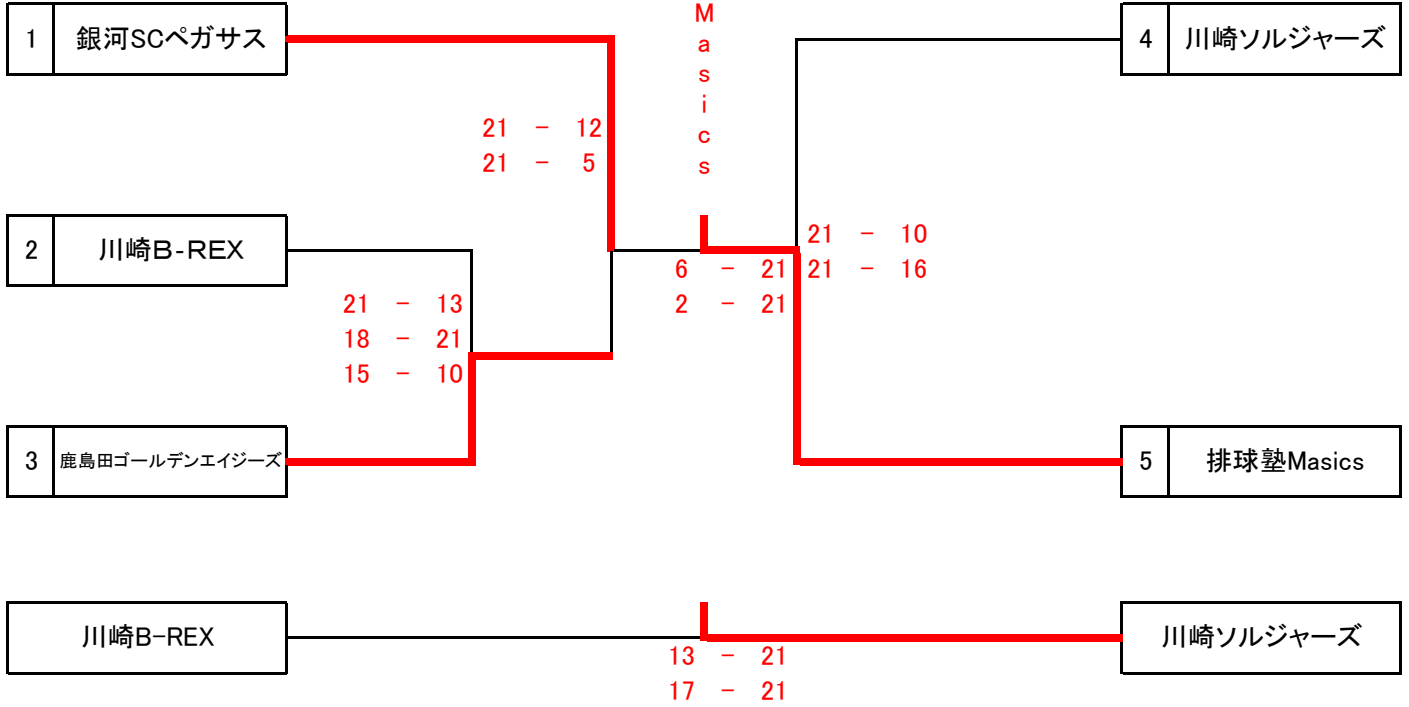 1 銀河SCペガサス
Masics
4 川崎ソルジャーズ
21 － 12
21 － 5
2 川崎B-REX
21 － 10
21 － 16
6 － 21
2 － 21
21 － 13
18 － 21
15 － 10
3 鹿島田ゴールデンエイジーズ
5 排球塾Masics
川崎B-REX
川崎ソルジャーズ
13 － 21
17 － 21